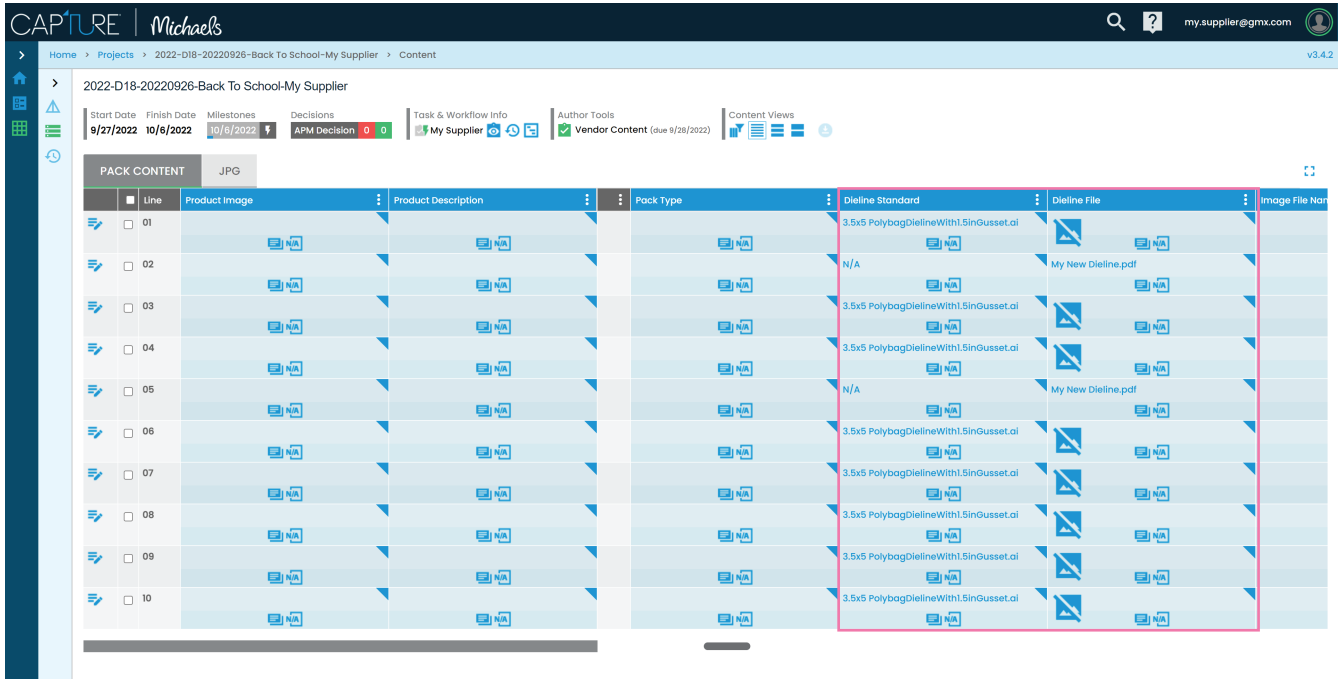 CAPTURE Michaels ? my.supplier@gmx.com
Home > Projects > 2022-D18-20220926-Back To School-My Supplier > Content v3.4.2
2022-D18-20220926-Back To School-My Supplier
Start Date Finish Date Milestones Decisions Task & Workflow Info Author Tools Content Views
9/27/2022 10/6/2022 10/6/2022 APM Decision 0 0 My Supplier Vendor Content (due 9/28/2022)
PACK CONTENT JPG
Line Product Image Product Description Pack Type Dieline Standard Dieline File Image File Nan
01 3.5x5 PolybagDielineWith1.5inGusset.ai
N/A N/A N/A N/A N/A
02 N/A My New Dieline.pdf
N/A N/A N/A N/A N/A
03 3.5x5 PolybagDielineWith1.5inGusset.ai
N/A N/A N/A N/A N/A
04 3.5x5 PolybagDielineWith1.5inGusset.ai
N/A N/A N/A N/A N/A
05 N/A My New Dieline.pdf
N/A N/A N/A N/A N/A
06 3.5x5 PolybagDielineWith1.5inGusset.ai
N/A N/A N/A N/A N/A
07 3.5x5 PolybagDielineWith1.5inGusset.ai
N/A N/A N/A N/A N/A
08 3.5x5 PolybagDielineWith1.5inGusset.ai
N/A N/A N/A N/A N/A
09 3.5x5 PolybagDielineWith1.5inGusset.ai
N/A N/A N/A N/A N/A
10 3.5x5 PolybagDielineWith1.5inGusset.ai
N/A N/A N/A N/A N/A